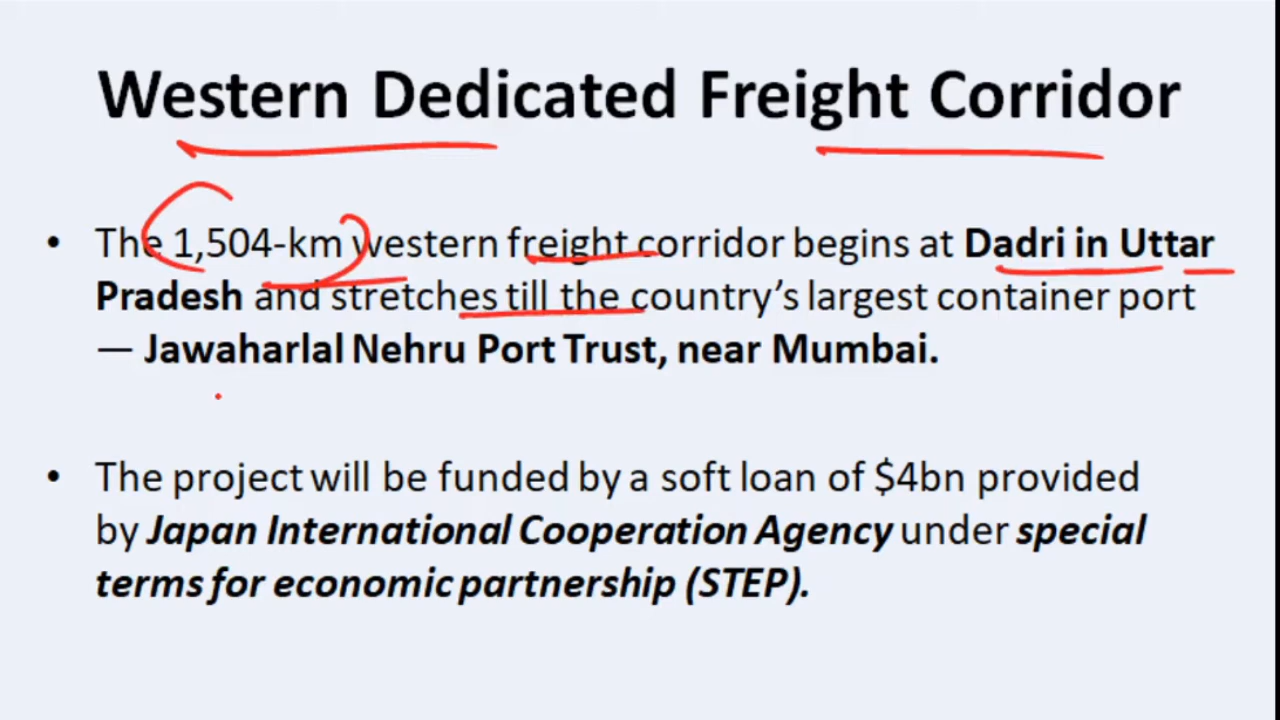 Western Dedicated Freight Corridor
• The 1,504-km western freight corridor begins at Dadri in Uttar
Pradesh and stretches till the country’s largest container port
— Jawaharlal Nehru Port Trust, near Mumbai.
• The project will be funded by a soft loan of $4bn provided
by Japan International Cooperation Agency under special
terms for economic partnership (STEP).